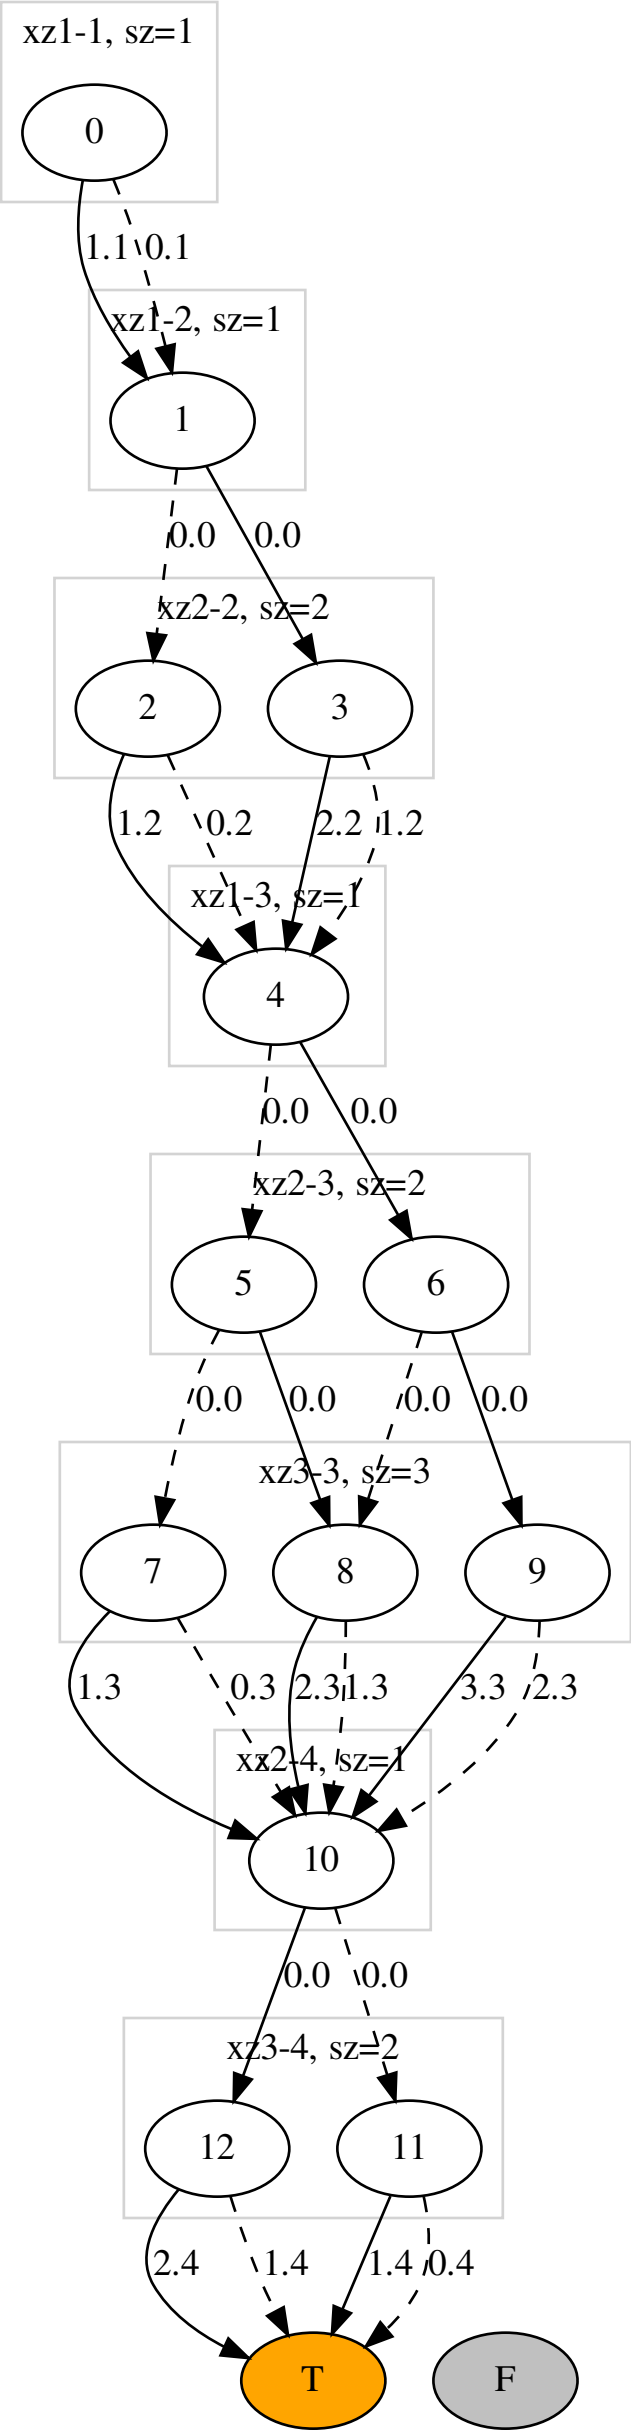 xz1-1, sz=1
0
1.1 0.1
xz1-2, sz=1
1
0.0 0.0
xz2-2, sz=2
2 3
1.2 0.2 2.2 1.2
xz1-3, sz=1
4
0.0 0.0
xz2-3, sz=2
5 6
0.0 0.0 0.0 0.0
xz3-3, sz=3
7 8 9
1.3 0.3 2.3 1.3 3.3 2.3
xz2-4, sz=1
10
0.0 0.0
xz3-4, sz=2
12 11
2.4 1.4 1.4 0.4
T F